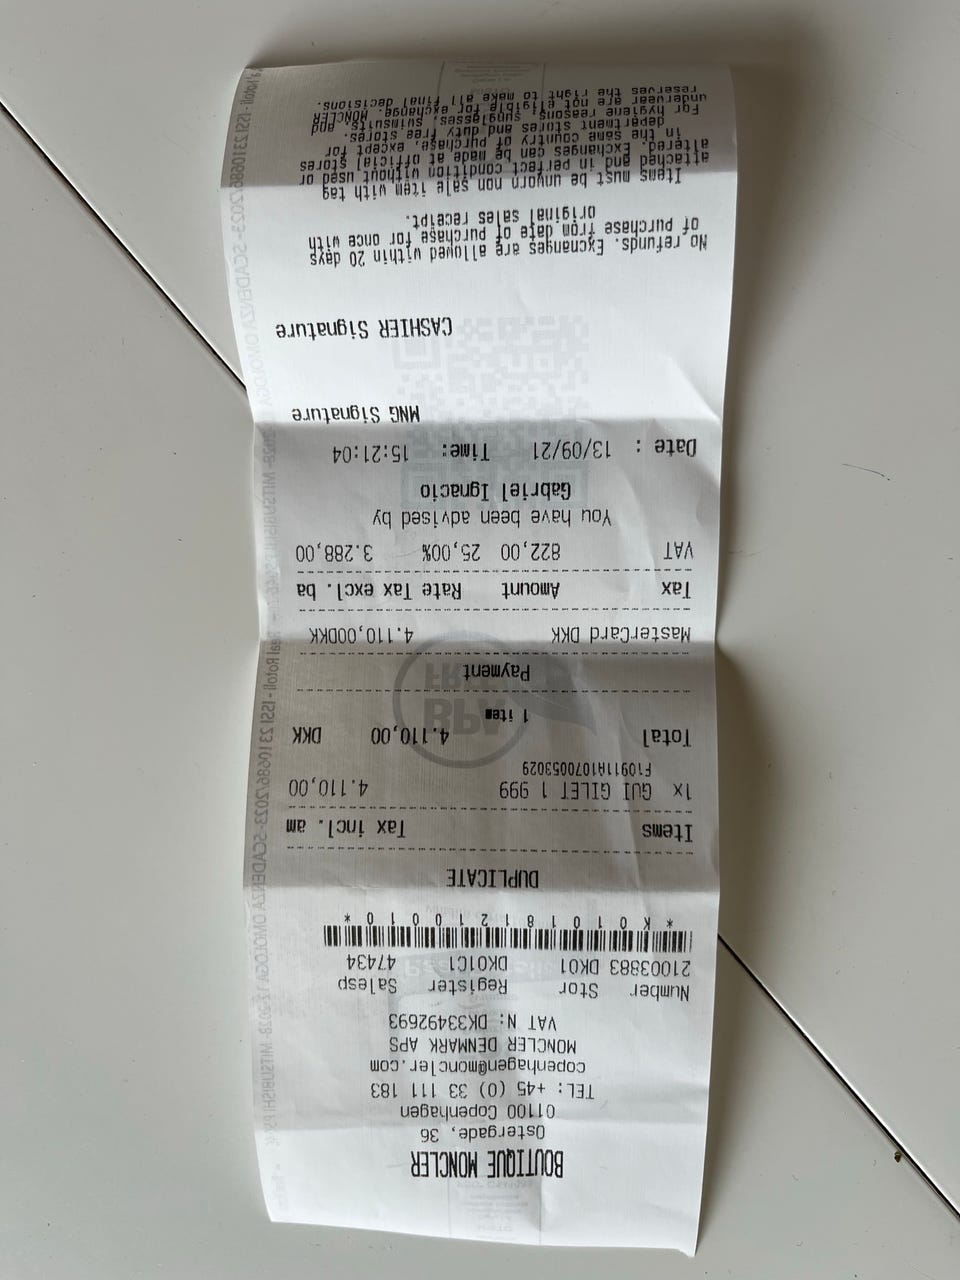 BOUTIQUE MONCLER
Ostergade, 36
01100 Copenhagen
TEL: +45 (0) 33 111 183
copenhagen@moncler.com
MONCLER DENMARK APS
VAT N: DK33492693
Number Stor Register Salesp
21003883 DK01 DK01C1 47434
* K 0 1 0 1 8 1 2 1 0 0 1 0 *
DUPLICATE
Items Tax incl. am
1x GUI GILET 1 999 4.110,00
F10911A1070053029
Total 4.110,00 DKK
1 item
Payment
MasterCard DKK 4.110,00DKK
Tax Amount Rate Tax excl. ba
VAT 822,00 25,00% 3.288,00
You have been advised by
Gabriel Ignacio
Date : 13/09/21 Time: 15:21:04
MNG Signature
CASHIER Signature
No refunds. Exchanges are allowed within 20 days
of purchase from date of purchase for once with
original sales receipt.
Items must be unworn non sale item with tag
attached and in perfect condition without used or
altered. Exchanges can be made at official stores
in the same country of purchase, except for
department stores and duty free stores.
For hygiene reasons, sunglasses, swimsuits, and
underwear are not eligible for exchange. MONCLER
reserves the right to make all final decisions.